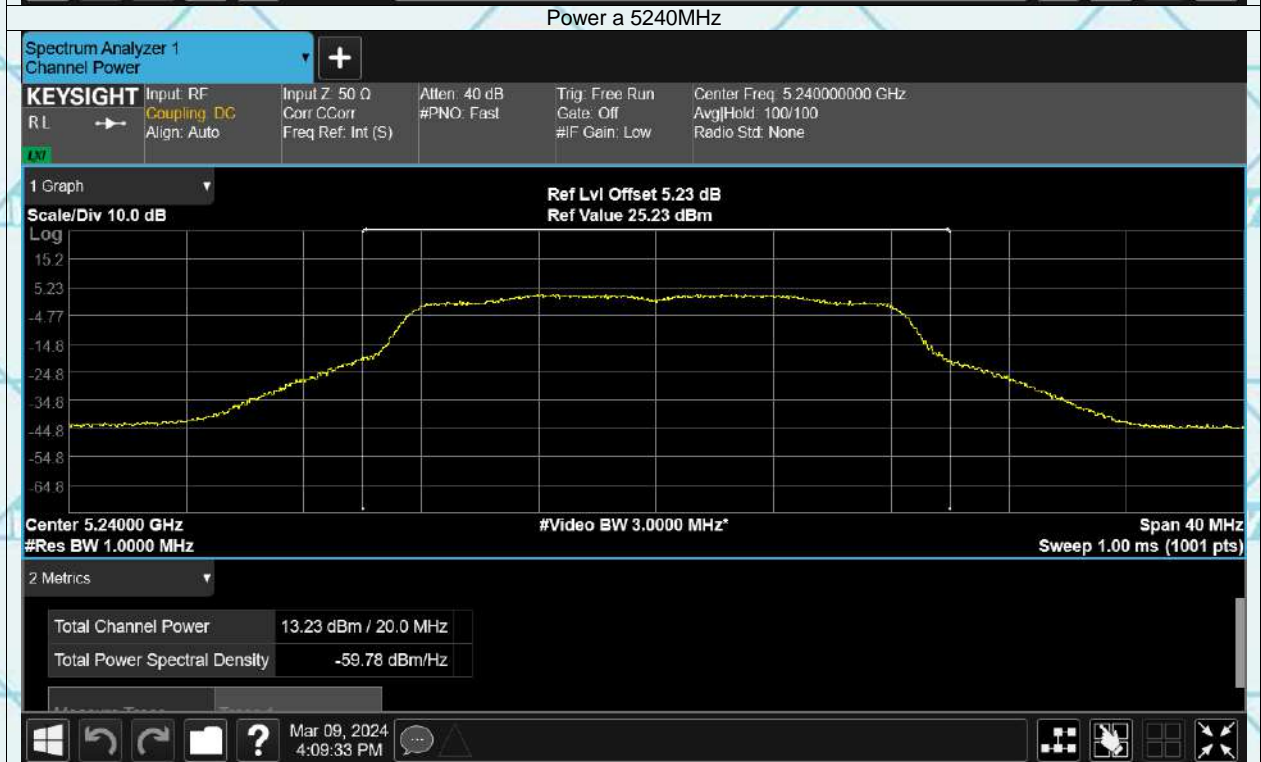 Power a 5240MHz
Spectrum Analyzer 1
Channel Power
+
KEYSIGHT
R L
LXI
Input: RF
Coupling: DC
Align: Auto
Input Z: 50 Ω
Corr CCorr
Freq Ref: Int (S)
Atten: 40 dB
#PNO: Fast
Trig: Free Run
Gate: Off
#IF Gain: Low
Center Freq: 5.240000000 GHz
Avg|Hold: 100/100
Radio Std: None
1 Graph
Scale/Div 10.0 dB
Ref Lvl Offset 5.23 dB
Ref Value 25.23 dBm
Log
15.2
5.23
-4.77
-14.8
-24.8
-34.8
-44.8
-54.8
-64.8
Center 5.24000 GHz
#Res BW 1.0000 MHz
#Video BW 3.0000 MHz*
Span 40 MHz
Sweep 1.00 ms (1001 pts)
2 Metrics
Total Channel Power 13.23 dBm / 20.0 MHz
Total Power Spectral Density -59.78 dBm/Hz
?
Mar 09, 2024
4:09:33 PM